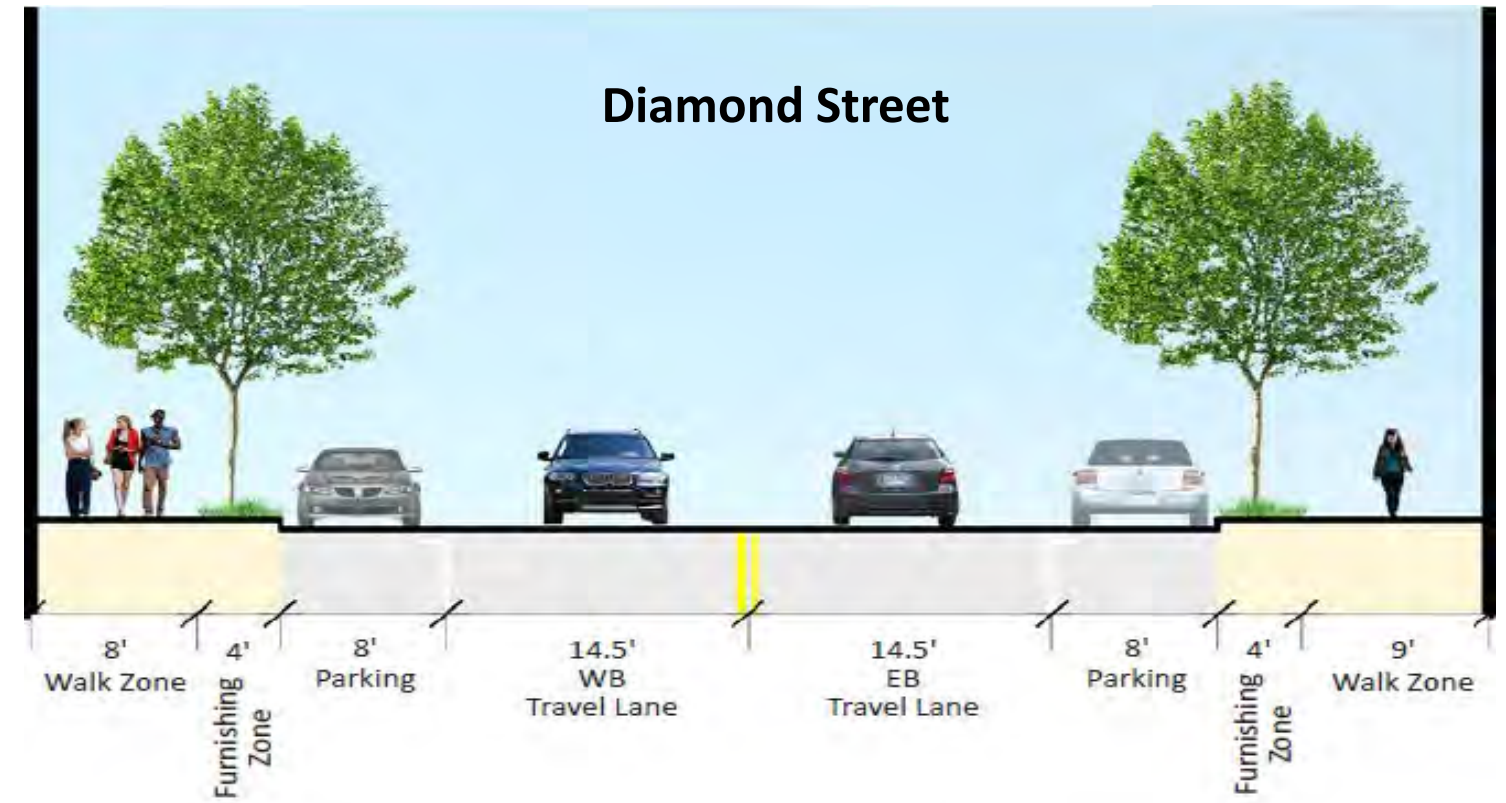 Diamond Street
8'
Walk Zone
4'
Furnishing
Zone
8'
Parking
14.5'
WB
Travel Lane
14.5'
EB
Travel Lane
8'
Parking
4'
Furnishing
Zone
9'
Walk Zone